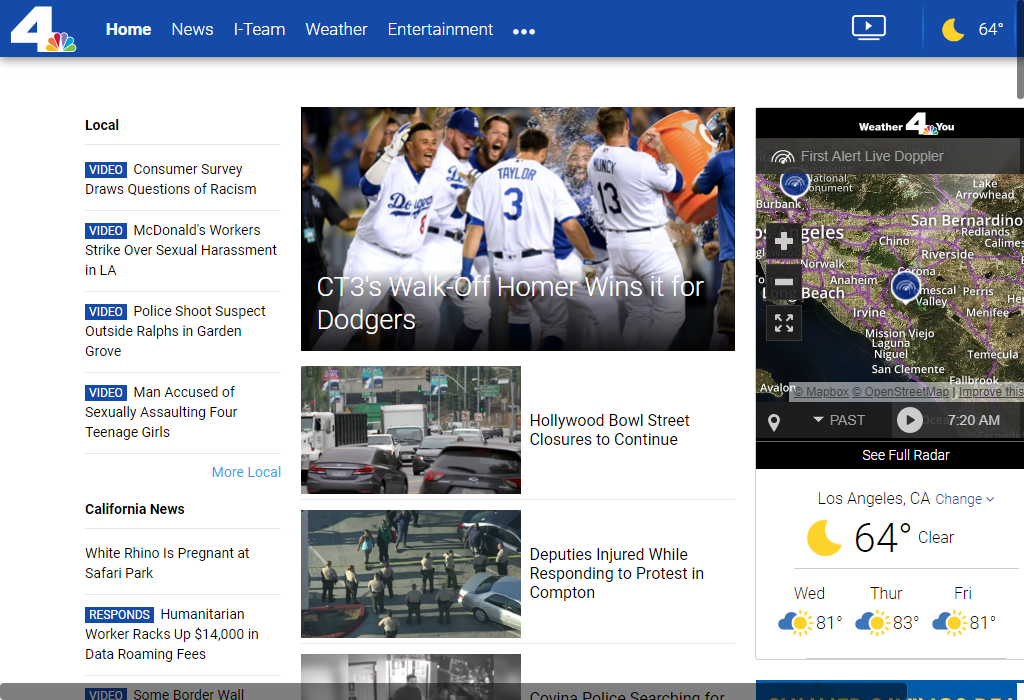 4
Home
News
I-Team
Weather
Entertainment
64°
Local
VIDEO Consumer Survey
Draws Questions of Racism
VIDEO McDonald's Workers
Strike Over Sexual Harassment
in LA
VIDEO Police Shoot Suspect
Outside Ralphs in Garden
Grove
VIDEO Man Accused of
Sexually Assaulting Four
Teenage Girls
More Local
California News
White Rhino Is Pregnant at
Safari Park
RESPONDS Humanitarian
Worker Racks Up $14,000 in
Data Roaming Fees
VIDEO Some Border Wall
TAYLOR
3
MUNCY
13
Dodgers
8
CT3's Walk-Off Homer Wins it for
Dodgers
Hollywood Bowl Street
Closures to Continue
Deputies Injured While
Responding to Protest in
Compton
Covina Police Searching for
Weather 4 You
First Alert Live Doppler
National
onument
Burbank
Lake
Arrowhead
San Bernardino
Redlands
Calimes
geles
Chino
Riverside
Norwalk
Corona
Anaheim
Long Beach
mescal
Valley
Perris
Irvine
Menifee
Mission Viejo
Laguna
Niguel
Temecula
San Clemente
Fallbrook
Avalon
© Mapbox © OpenStreetMap | Improve this
PAST
7:20 AM
See Full Radar
Los Angeles, CA Change
64° Clear
Wed
Thur
Fri
81°
83°
81°